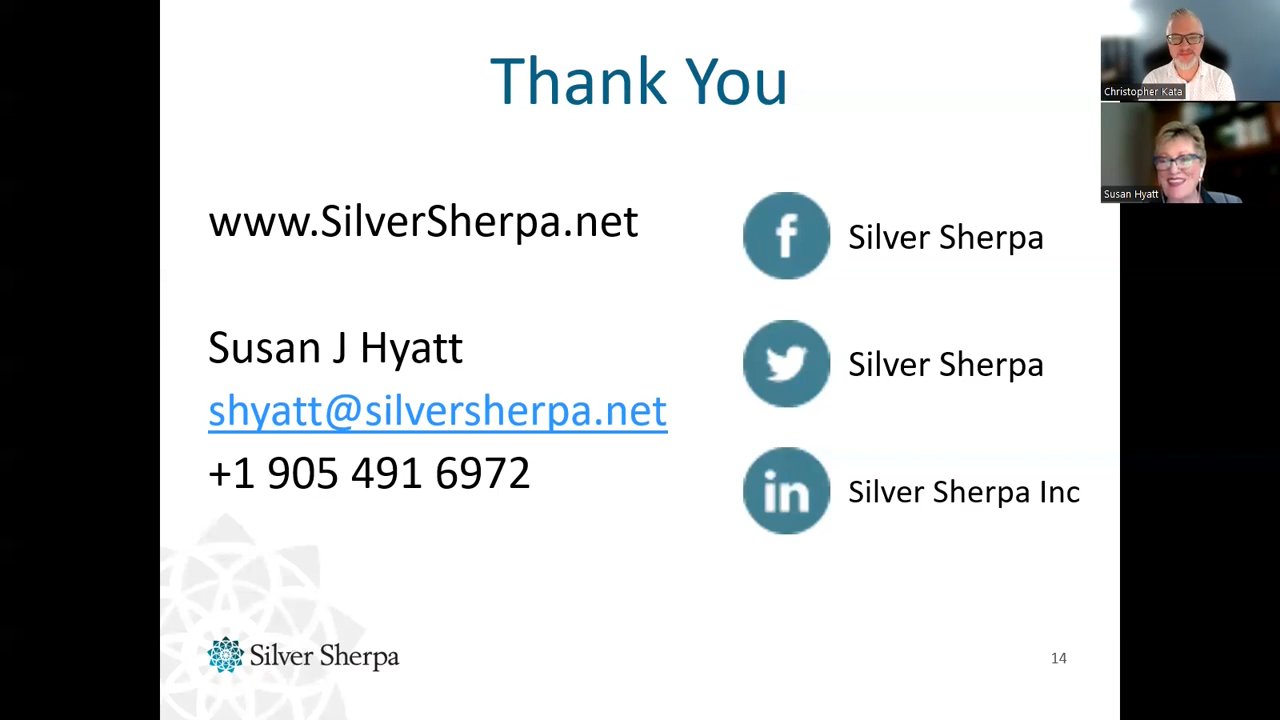 Thank You
www.SilverSherpa.net
Susan J Hyatt
shyatt@silversherpa.net
+1 905 491 6972
Silver Sherpa
Silver Sherpa
Silver Sherpa Inc
Silver Sherpa
14
Christopher Kata
Susan Hyatt